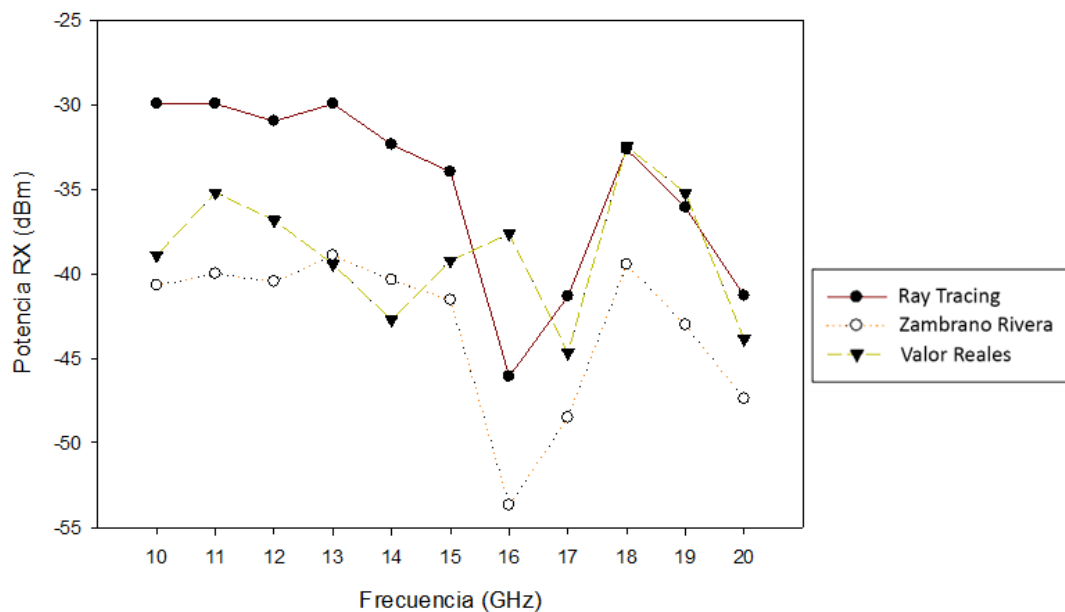 -25
-30
-35
-40
-45
-50
-55
Potencia RX (dBm)
10 11 12 13 14 15 16 17 18 19 20
Frecuencia (GHz)
Ray Tracing
Zambrano Rivera
Valor Reales